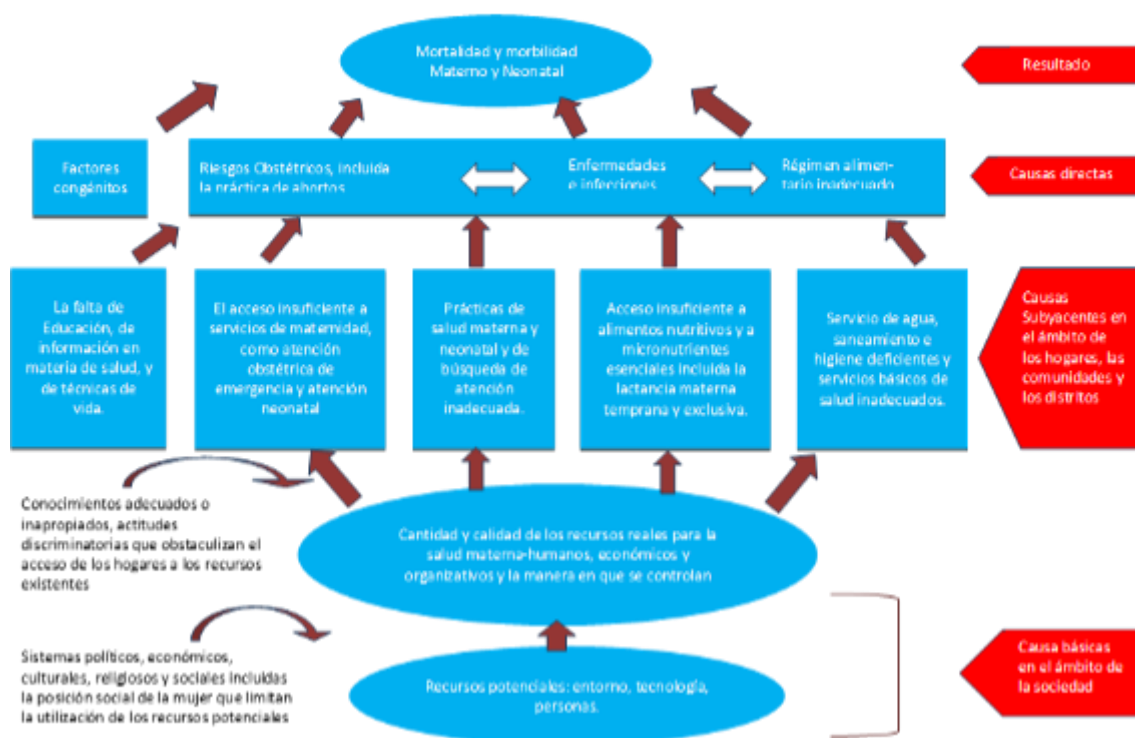 Mortalidad y morbilidad
Materno y Neonatal
Resultado
Factores
congénitos
Riesgos Obstétricos, incluida
la práctica de abortos
Enfermedades
e infecciones
Régimen alimen-
tario inadecuado
Causas directas
La falta de
Educación, de
información en
materia de salud, y
de técnicas de
vida.
El acceso insuficiente a
servicios de maternidad,
como atención
obstétrica de
emergencia y atención
neonatal
Prácticas de
salud materna y
neonatal y de
búsqueda de
atención
inadecuada.
Acceso insuficiente a
alimentos nutritivos y a
micronutrientes
esenciales incluida la
lactancia materna
temprana y exclusiva.
Servicio de agua,
saneamiento e
higiene deficientes y
servicios básicos de
salud inadecuados.
Causas
Subyacentes en
el ámbito de
los hogares, las
comunidades y
los distritos
Conocimientos adecuados o
inapropiados, actitudes
discriminatorias que obstaculizan el
acceso de los hogares a los recursos
existentes
Cantidad y calidad de los recursos reales para la
salud materna-humanos, económicos y
organizativos y la manera en que se controlan
Sistemas políticos, económicos,
culturales, religiosos y sociales incluidas
la posición social de la mujer que limitan
la utilización de los recursos potenciales
Recursos potenciales: entorno, tecnología,
personas.
Causa básicas
en el ámbito de
la sociedad